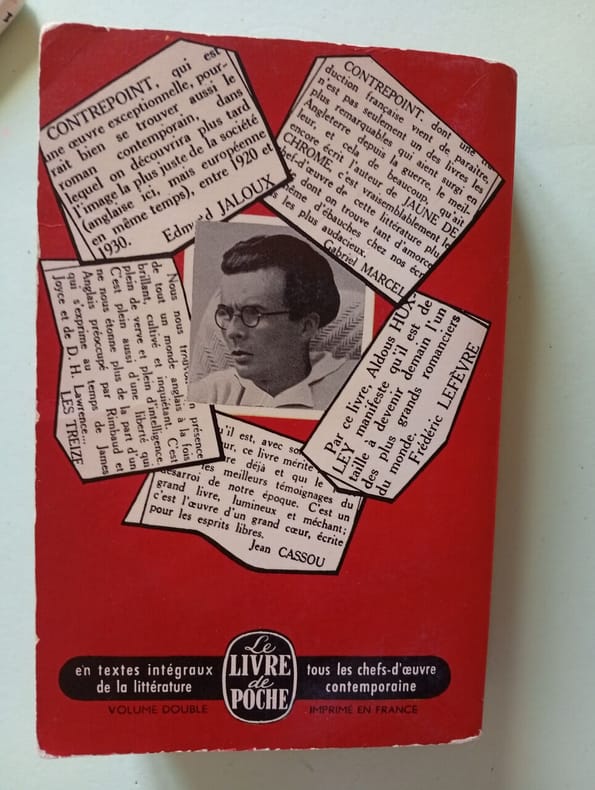 CONTREPOINT, qui est
une œuvre exceptionnelle, pour-
rait bien se trouver aussi le
roman contemporain, dans
lequel on découvrira plus tard
l'image la plus juste de la société
(anglaise ici, mais européenne
en même temps), entre 1920 et
1930.
Edmond JALOUX
CONTREPOINT, dont une
duction française vient de paraître,
n'est pas seulement un des livres les
plus remarquables qui aient surgi en
Angleterre depuis la guerre, le meil-
leur, et cela de beaucoup, qu'ait
encore écrit l'auteur de JAUNE DE
CHROME, c'est vraisemblablement le
chef-d'œuvre de cette littérature plu
dont on trouve tant d'amorce
même d'ébauches chez nos écr
les plus audacieux.
Gabriel MARCEL
Nous nous trouvons en présence
de tout un monde anglais à la fois
brillant, cultivé et inquiétant. C'est
plein de verve et plein d'intelligence.
C'est plein aussi d'une liberté qui
ne nous étonne plus de la part d'un
Anglais préoccupé par Rimbaud et
qui s'exprime au temps de James
Joyce et de D. H. Lawrence...
LES TREIZE
Par ce livre, Aldous HUX-
LEY manifeste qu'il est de
taille à devenir demain l'un
des plus grands romanciers
du monde.
Frédéric LEFÈVRE
qu'il est, avec so
ur, ce livre mérite
re déjà et qui le
les meilleurs témoignages du
désarroi de notre époque. C'est un
grand livre, lumineux et méchant;
c'est l'œuvre d'un grand cœur, écrite
pour les esprits libres.
Jean CASSOU
en textes intégraux
de la littérature
Le
LIVRE
de
POCHE
tous les chefs-d'œuvre
contemporaine
VOLUME DOUBLE
IMPRIMÉ EN FRANCE